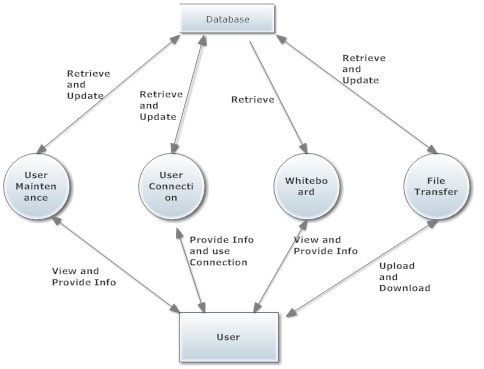 Database
Retrieve
and
Update
Retrieve
and
Update
Retrieve
Retrieve
and
Update
User
Mainten
ance
User
Connecti
on
Whitebo
ard
File
Transfer
View and
Provide Info
Provide Info
and use
Connection
View and
Provide Info
Upload
and
Download
User